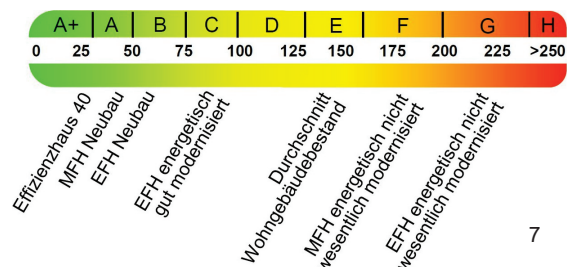 A+ A B C D E F G H
0 25 50 75 100 125 150 175 200 225 >250
Effizienzhaus 40
MFH Neubau
EFH Neubau
EFH energetisch
gut modernisiert
Durchschnitt
Wohngebäudebestand
MFH energetisch nicht
wesentlich modernisiert
EFH energetisch nicht
wesentlich modernisiert
7